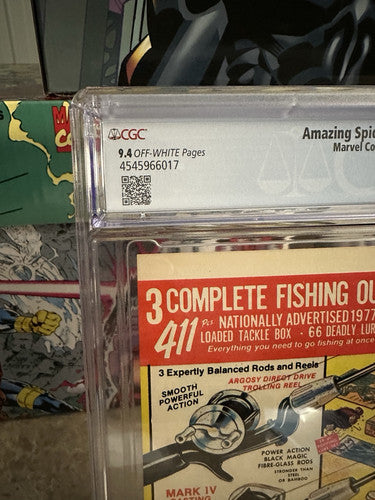 CGC
9.4 OFF-WHITE Pages
4545966017
Amazing Spid
Marvel Co
3 COMPLETE FISHING OU
411 Pcs NATIONALLY ADVERTISED 1977
LOADED TACKLE BOX · 66 DEADLY LUR
Everything you need to go fishing at once
3 Expertly Balanced Rods and Reels
SMOOTH
POWERFUL
ACTION
ARGOSY DIRECT DRIVE
TROLLING REEL
POWER ACTION
BLACK MAGIC
FIBRE-GLASS RODS
STRONGER THAN
STEEL
OR BAMBOO
MARK IV
CASTING